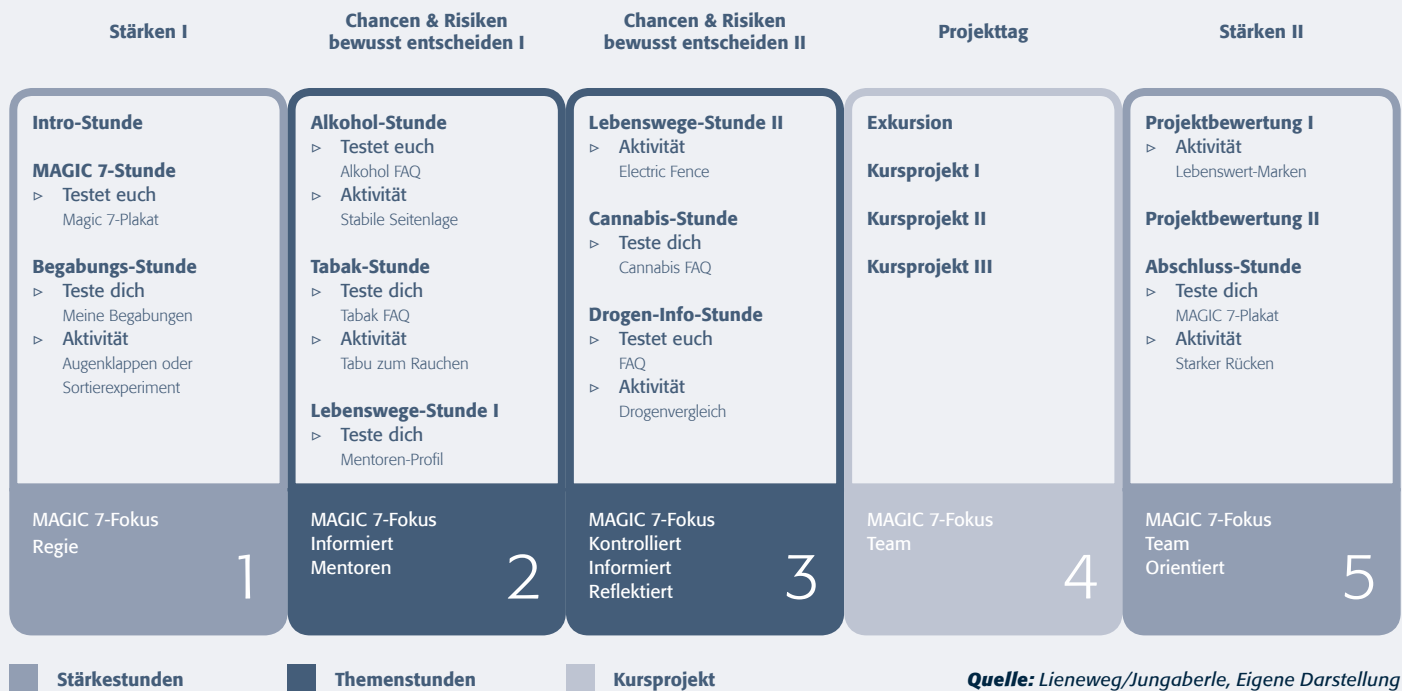 Stärken I
Chancen & Risiken
bewusst entscheiden I
Chancen & Risiken
bewusst entscheiden II
Projekttag
Stärken II
Intro-Stunde
MAGIC 7-Stunde
▹ Testet euch
Magic 7-Plakat
Begabungs-Stunde
▹ Teste dich
Meine Begabungen
▹ Aktivität
Augenklappen oder
Sortierexperiment
MAGIC 7-Fokus
Regie
1
Alkohol-Stunde
▹ Testet euch
Alkohol FAQ
▹ Aktivität
Stabile Seitenlage
Tabak-Stunde
▹ Teste dich
Tabak FAQ
▹ Aktivität
Tabu zum Rauchen
Lebenswege-Stunde I
▹ Teste dich
Mentoren-Profil
MAGIC 7-Fokus
Informiert
Mentoren
2
Lebenswege-Stunde II
▹ Aktivität
Electric Fence
Cannabis-Stunde
▹ Teste dich
Cannabis FAQ
Drogen-Info-Stunde
▹ Testet euch
FAQ
▹ Aktivität
Drogenvergleich
MAGIC 7-Fokus
Kontrolliert
Informiert
Reflektiert
3
Exkursion
Kursprojekt I
Kursprojekt II
Kursprojekt III
MAGIC 7-Fokus
Team
4
Projektbewertung I
▹ Aktivität
Lebenswert-Marken
Projektbewertung II
Abschluss-Stunde
▹ Teste dich
MAGIC 7-Plakat
▹ Aktivität
Starker Rücken
MAGIC 7-Fokus
Team
Orientiert
5
Stärkestunden
Themenstunden
Kursprojekt
Quelle: Lieneweg/Jungaberle, Eigene Darstellung